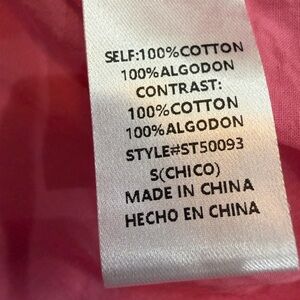 SELF:100%COTTON
100%ALGODON
CONTRAST:
100%COTTON
100%ALGODON
STYLE#ST50093
S(CHICO)
MADE IN CHINA
HECHO EN CHINA